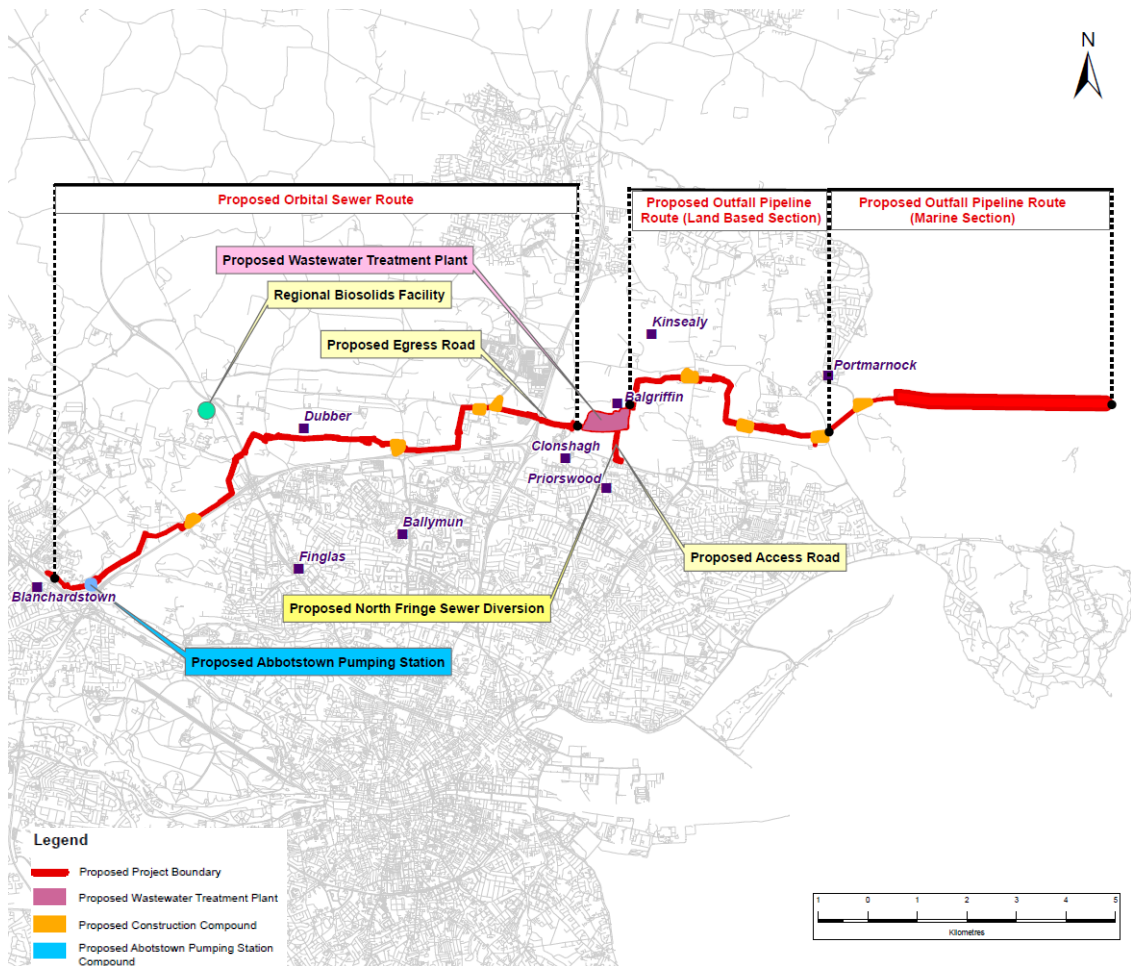 N
Proposed Orbital Sewer Route
Proposed Outfall Pipeline
Route (Land Based Section)
Proposed Outfall Pipeline Route
(Marine Section)
Proposed Wastewater Treatment Plant
Regional Biosolids Facility
Proposed Egress Road
Kinsealy
Portmarnock
Balgriffin
Dubber
Clonshagh
Priorswood
Ballymun
Finglas
Proposed Access Road
Blanchardstown
Proposed North Fringe Sewer Diversion
Proposed Abbotstown Pumping Station
Legend
Proposed Project Boundary
Proposed Wastewater Treatment Plant
Proposed Construction Compound
Proposed Abotstown Pumping Station
Compound
1 0 1 2 3 4 5
Kilometres